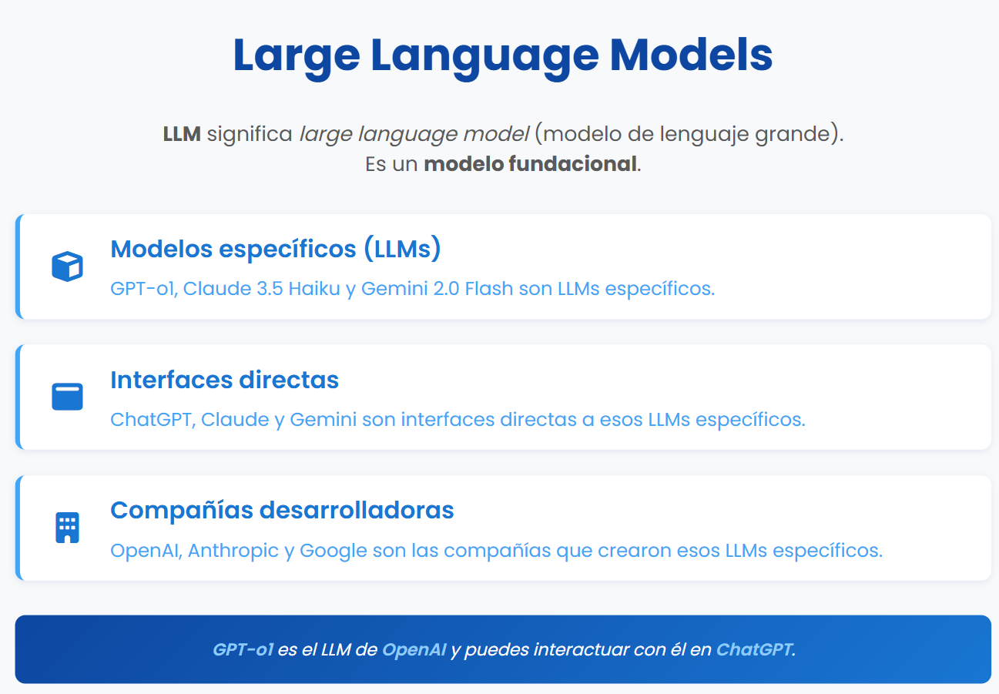 Large Language Models
LLM significa large language model (modelo de lenguaje grande).
Es un modelo fundacional.
Modelos específicos (LLMs)
GPT-o1, Claude 3.5 Haiku y Gemini 2.0 Flash son LLMs específicos.
Interfaces directas
ChatGPT, Claude y Gemini son interfaces directas a esos LLMs específicos.
Compañías desarrolladoras
OpenAI, Anthropic y Google son las compañías que crearon esos LLMs específicos.
GPT-o1 es el LLM de OpenAI y puedes interactuar con él en ChatGPT.